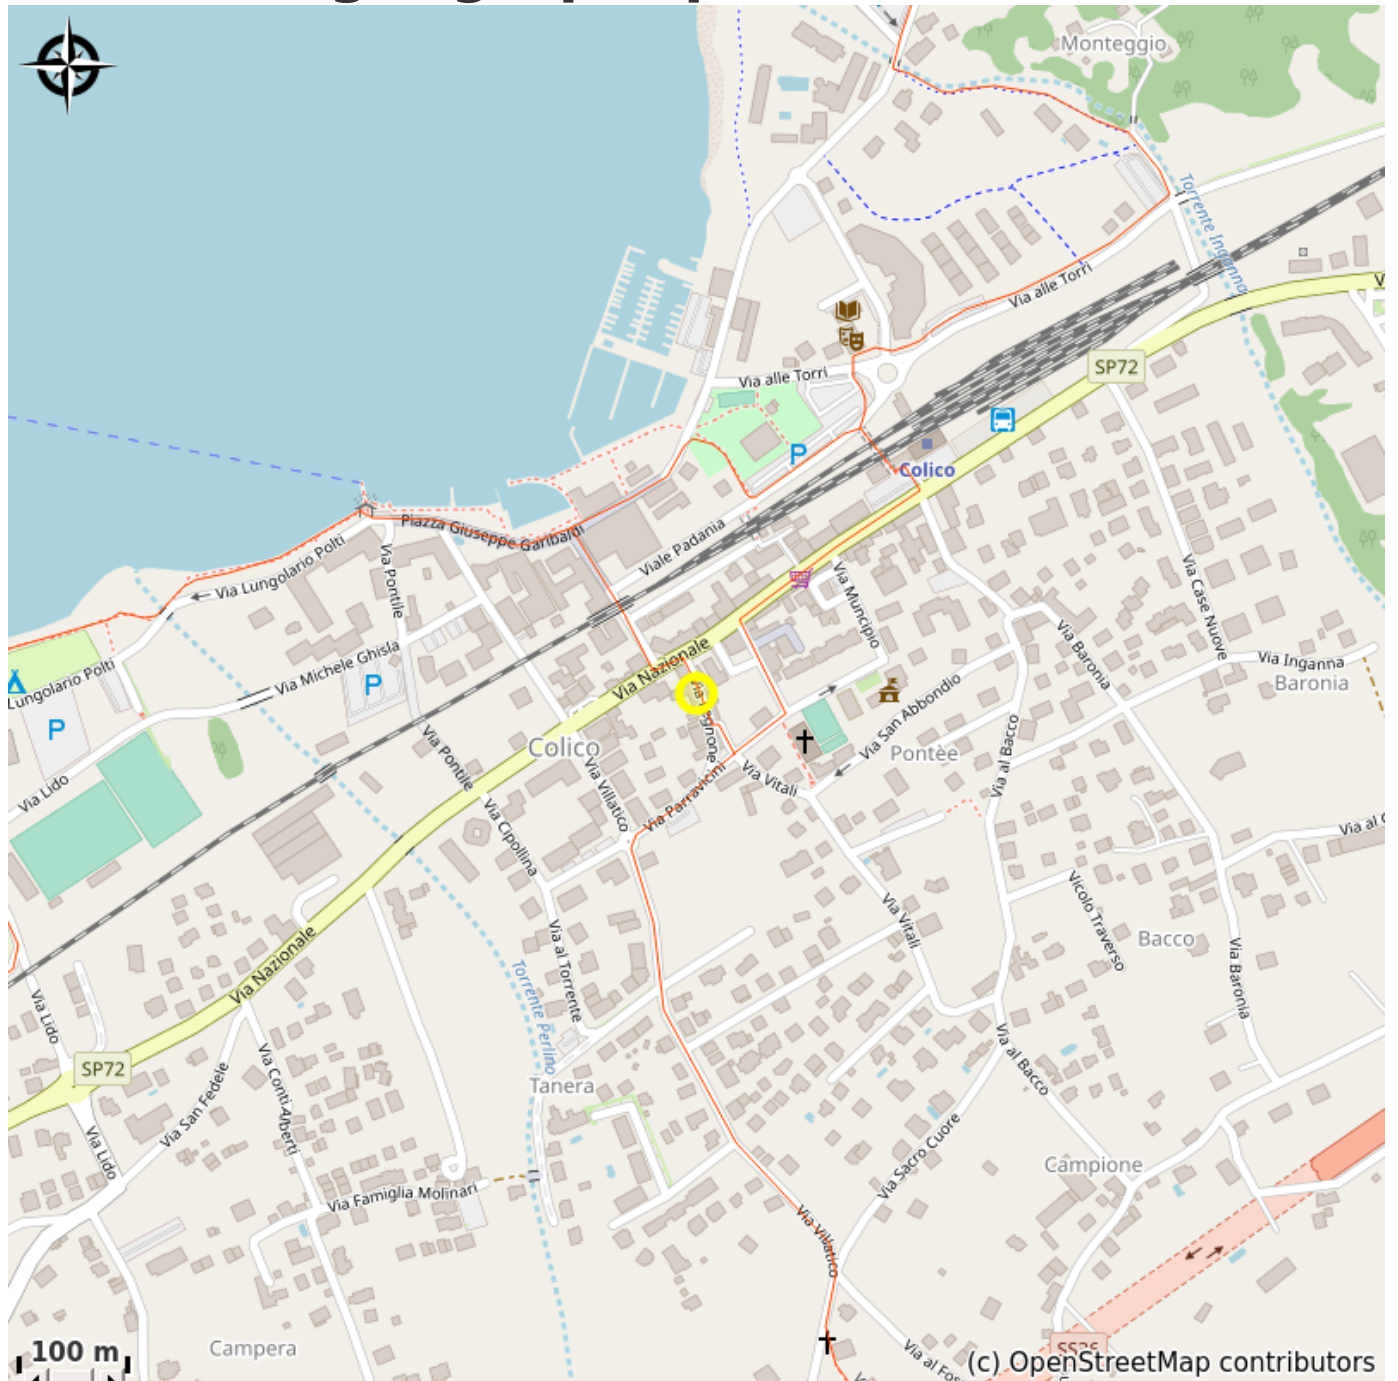 Monteggio
Torrente Inganna
Via alle Torri
SP72
Via alle Torri
P
Colico
Piazza Giuseppe Garibaldi
Viale Padania
Via Lungolario Polti
Via Pontile
Via Municipio
Via Case Nuove
Via Baronia
Via Inganna
Baronia
Via Michele Ghisla
Via Nazionale
Lungolario Polti
P
P
Via San Abbondio
Pontèe
Colico
Via Pontile
Via Villatico
Via Vitali
Via al Bacco
Via Lido
Via Cipollina
Via Parravicini
Via Vitali
Vicolo Traverso
Bacco
Via Baronia
Via Nazionale
Via al Torrente
Torrente Perlino
Via Lido
SP72
Via Conti Alberti
Via San Fedele
Tanera
Via al Bacco
Via Lido
Via Sacro Cuore
Campione
Via Famiglia Molinari
Via Villatico
Campera
100 m
SS36
(c) OpenStreetMap contributors